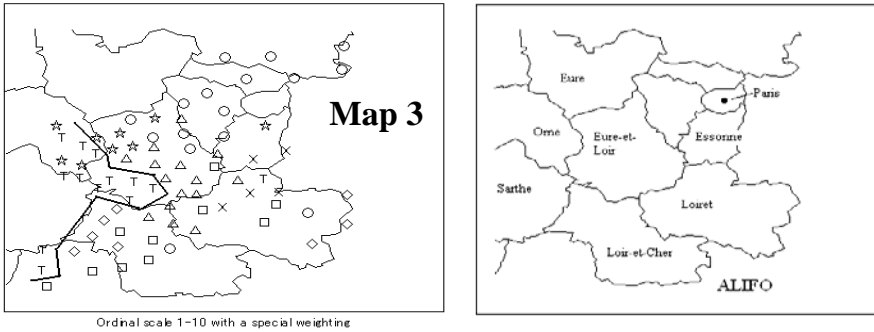 Map 3
Ordinal scale 1-10 with a special weighting
Eure
Paris
Orne
Eure-et-
Loir
Essonne
Sarthe
Loiret
Loir-et-Cher
ALIFO